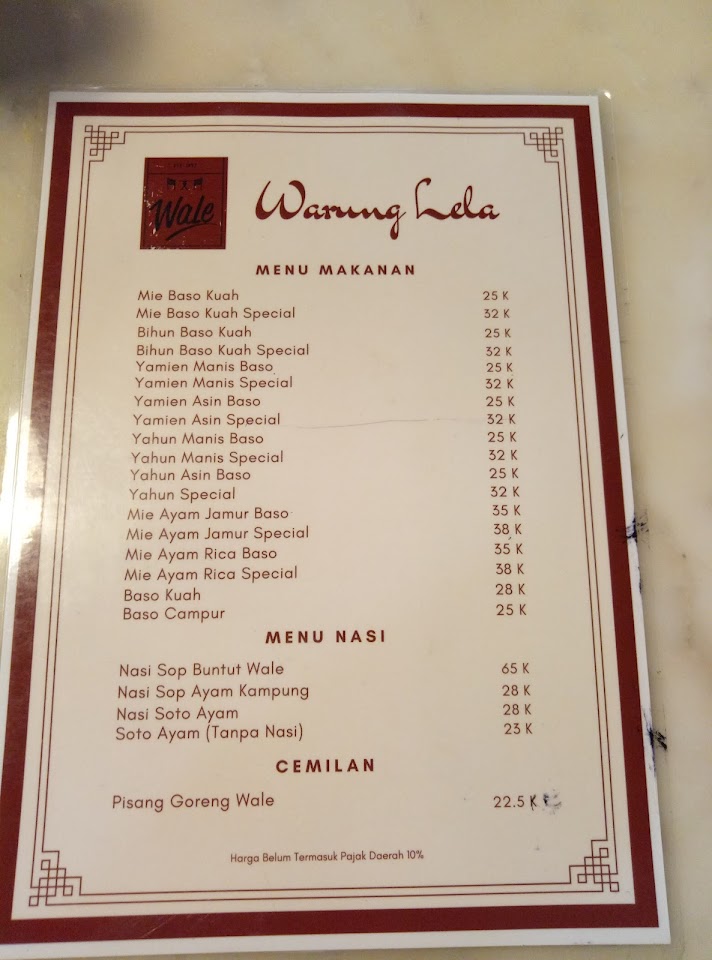 Wale
Warung Lela
MENU MAKANAN
Mie Baso Kuah 25 K
Mie Baso Kuah Special 32 K
Bihun Baso Kuah 25 K
Bihun Baso Kuah Special 32 K
Yamien Manis Baso 25 K
Yamien Manis Special 32 K
Yamien Asin Baso 25 K
Yamien Asin Special 32 K
Yahun Manis Baso 25 K
Yahun Manis Special 32 K
Yahun Asin Baso 25 K
Yahun Special 32 K
Mie Ayam Jamur Baso 35 K
Mie Ayam Jamur Special 38 K
Mie Ayam Rica Baso 35 K
Mie Ayam Rica Special 38 K
Baso Kuah 28 K
Baso Campur 25 K
MENU NASI
Nasi Sop Buntut Wale 65 K
Nasi Sop Ayam Kampung 28 K
Nasi Soto Ayam 28 K
Soto Ayam (Tanpa Nasi) 23 K
CEMILAN
Pisang Goreng Wale 22.5 K
Harga Belum Termasuk Pajak Daerah 10%